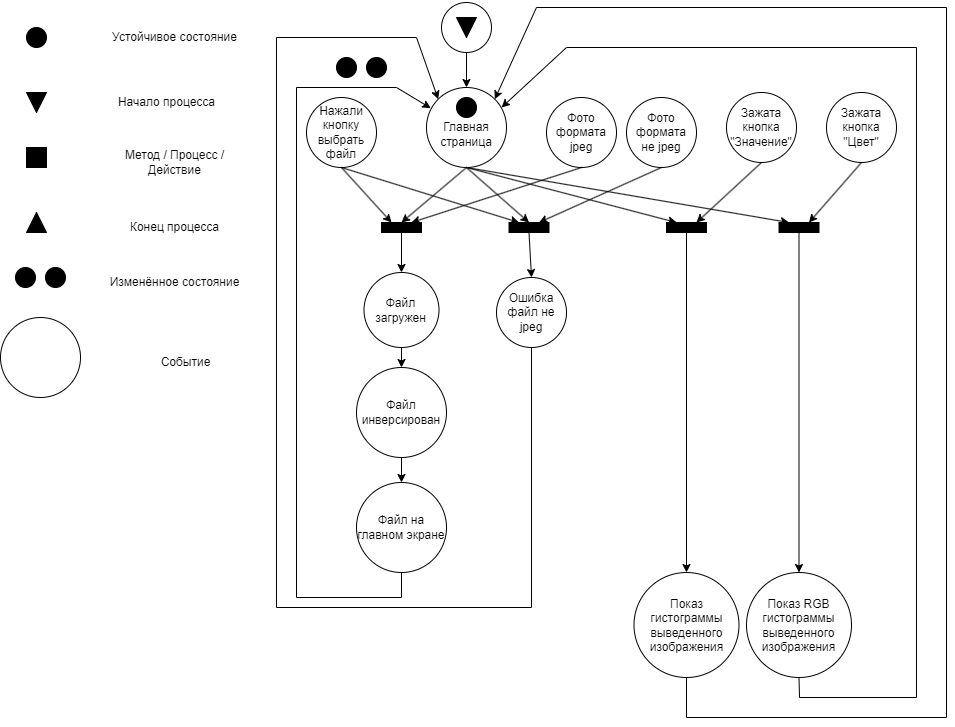 Устойчивое состояние
Начало процесса
Метод / Процесс /
Действие
Конец процесса
Изменённое состояние
Событие
Нажали
кнопку
выбрать
файл
Главная
страница
Фото
формата
jpeg
Фото
формата
не jpeg
Зажата
кнопка
"Значение"
Зажата
кнопка
"Цвет"
Файл
загружен
Ошибка
файл не
jpeg
Файл
инверсирован
Файл на
главном экране
Показ
гистограммы
выведенного
изображения
Показ RGB
гистограммы
выведенного
изображения